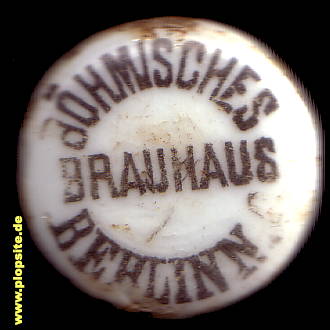 BÖHMISCHES
BRAUHAUS
BERLIN N.
www.plopsite.de